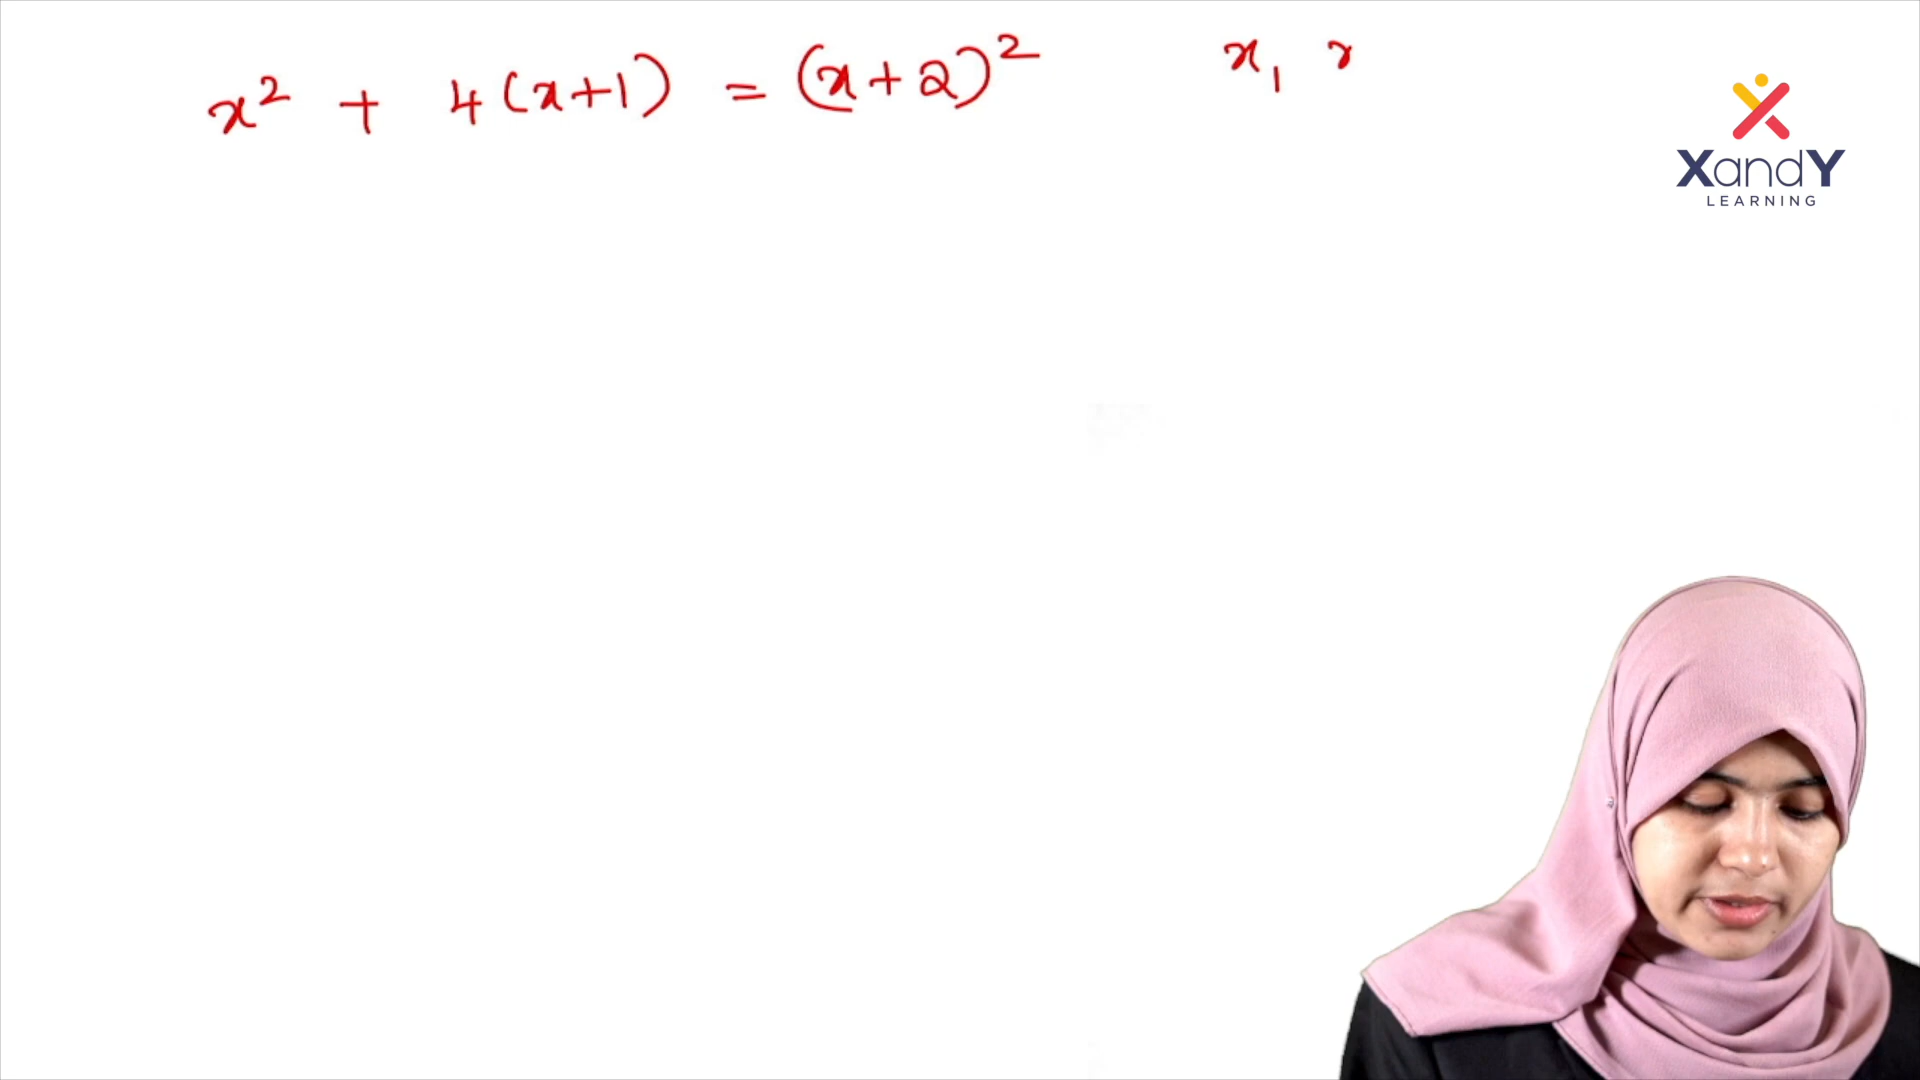 x² + 4(x+1) = (x+2)² x, x
XandY
LEARNING